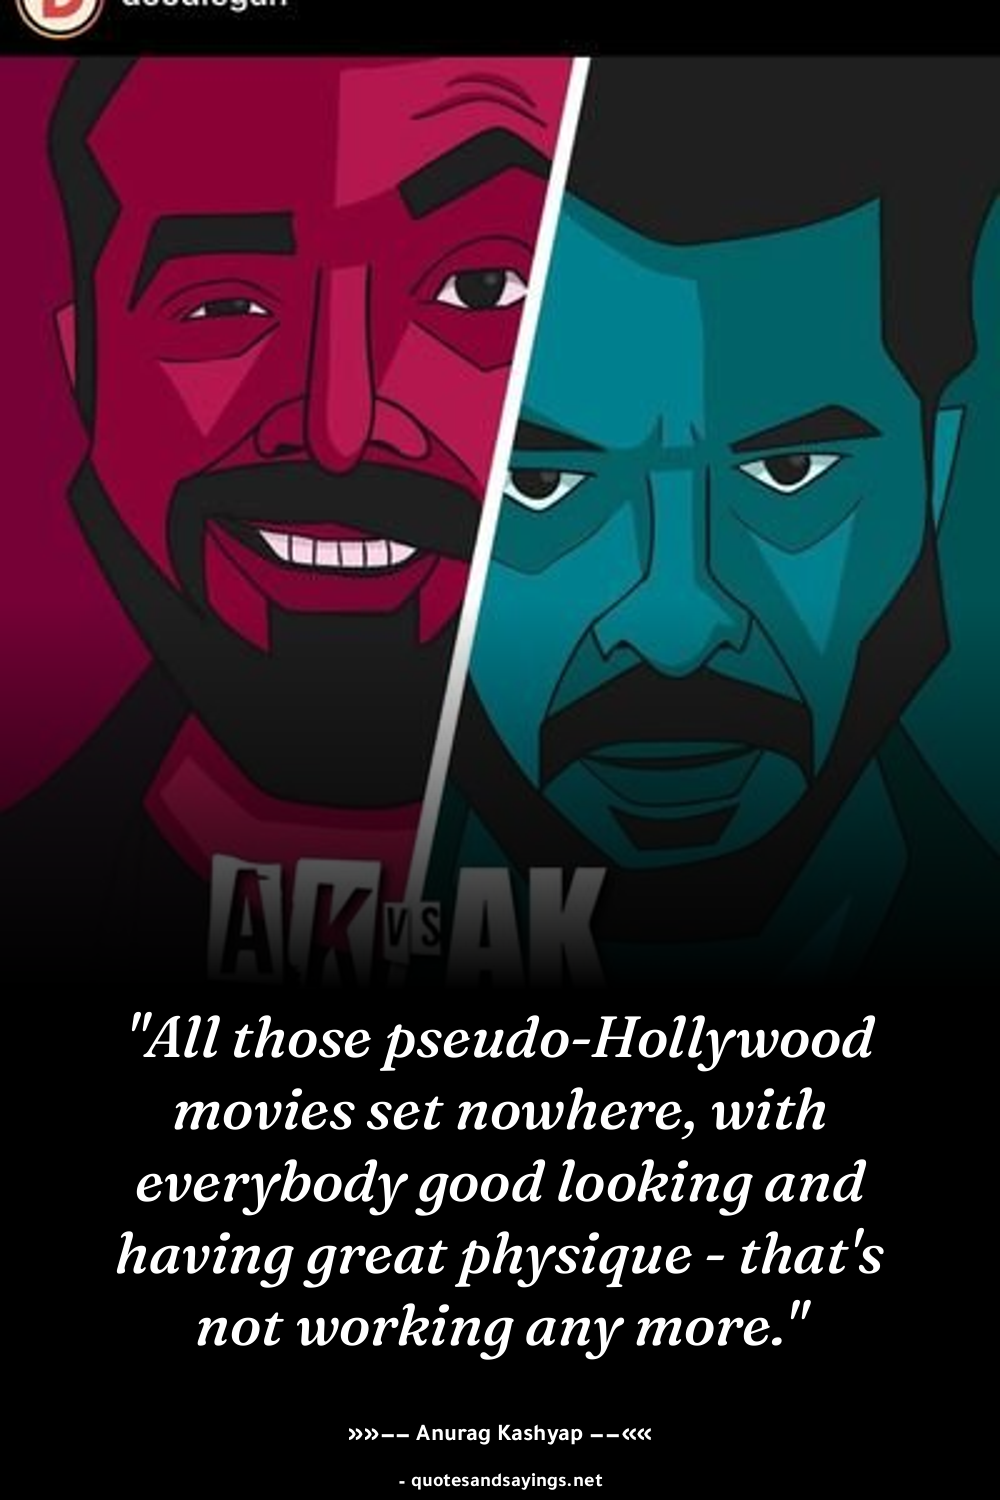 AK VS AK
"All those pseudo-Hollywood
movies set nowhere, with
everybody good looking and
having great physique - that's
not working any more."
»»–– Anurag Kashyap ––««
- quotesandsayings.net